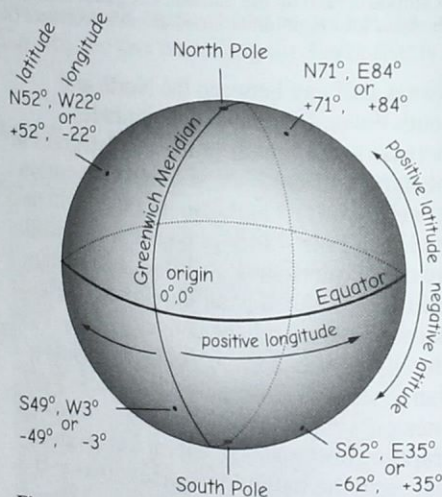 North Pole
latitude
longitude
N52°, W22°
or
+52°, -22°
N71°, E84°
or
+71°, +84°
Greenwich Meridian
positive latitude
negative latitude
origin
0°,0°
Equator
positive longitude
S49°, W3°
or
-49°, -3°
S62°, E35°
or
-62°, +35°
South Pole